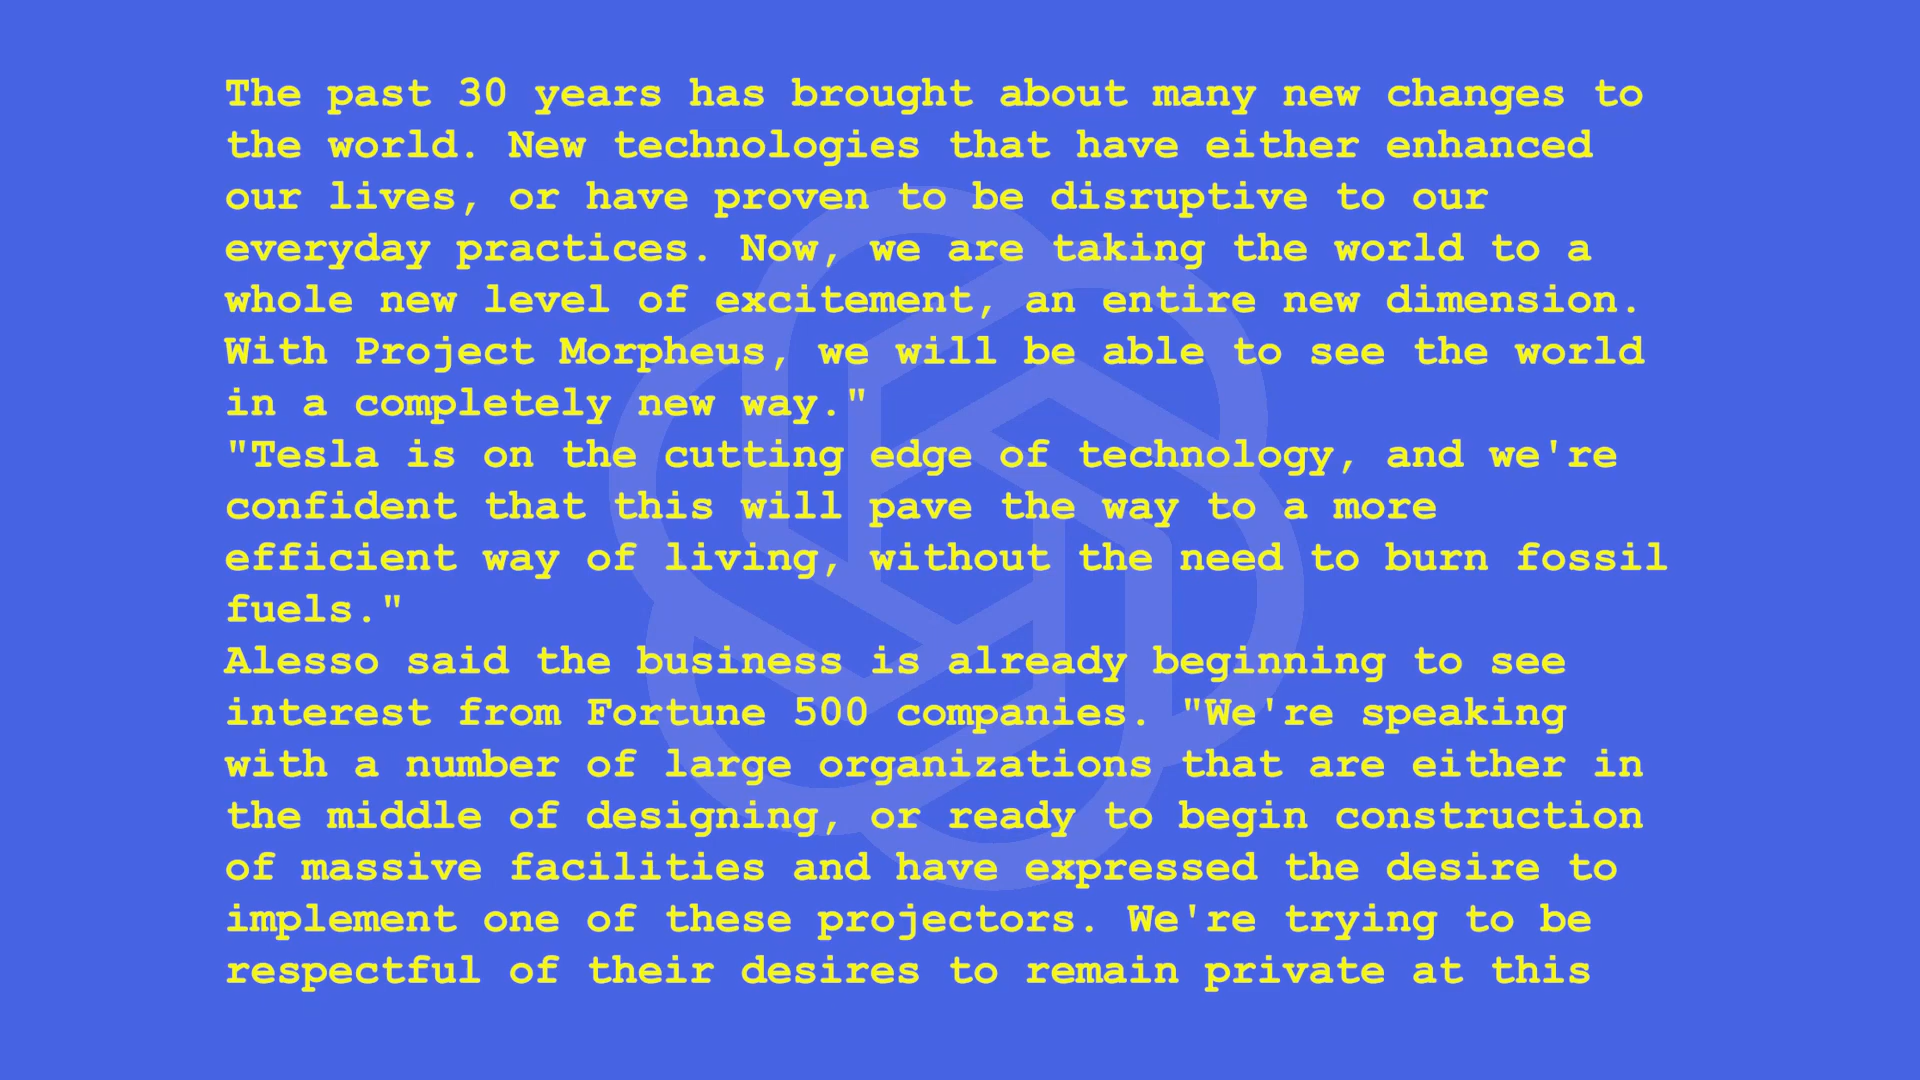 The past 30 years has brought about many new changes to
the world. New technologies that have either enhanced
our lives, or have proven to be disruptive to our
everyday practices. Now, we are taking the world to a
whole new level of excitement, an entire new dimension.
With Project Morpheus, we will be able to see the world
in a completely new way."
"Tesla is on the cutting edge of technology, and we're
confident that this will pave the way to a more
efficient way of living, without the need to burn fossil
fuels."
Alesso said the business is already beginning to see
interest from Fortune 500 companies. "We're speaking
with a number of large organizations that are either in
the middle of designing, or ready to begin construction
of massive facilities and have expressed the desire to
implement one of these projectors. We're trying to be
respectful of their desires to remain private at this